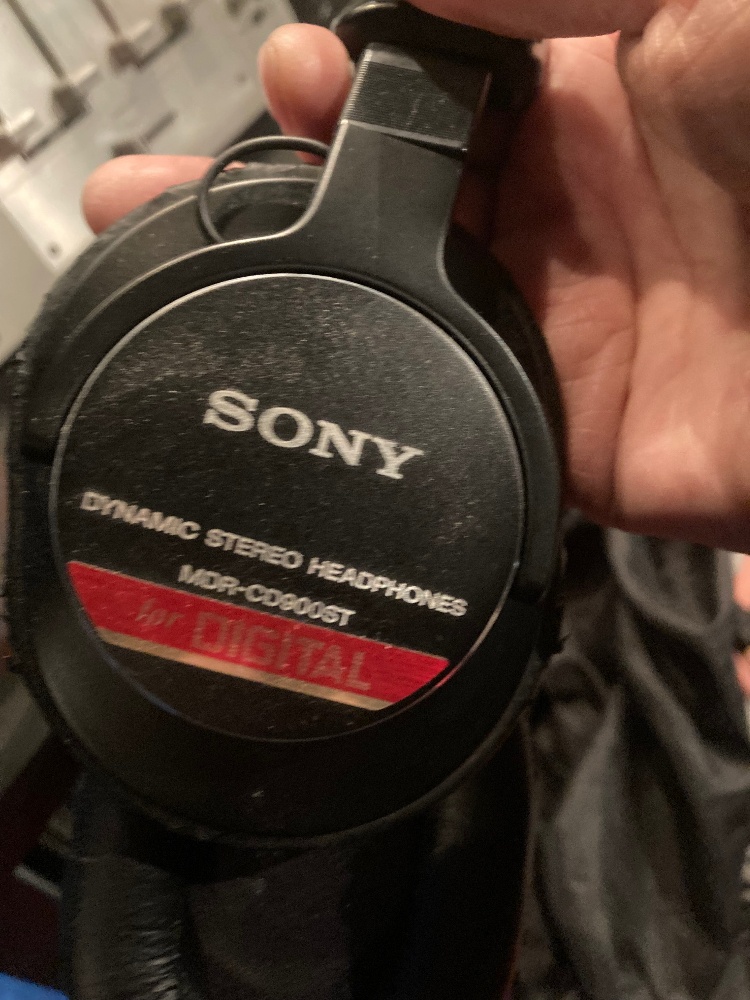 SONY
DYNAMIC STEREO HEADPHONES
MDR-CD900ST
for DIGITAL